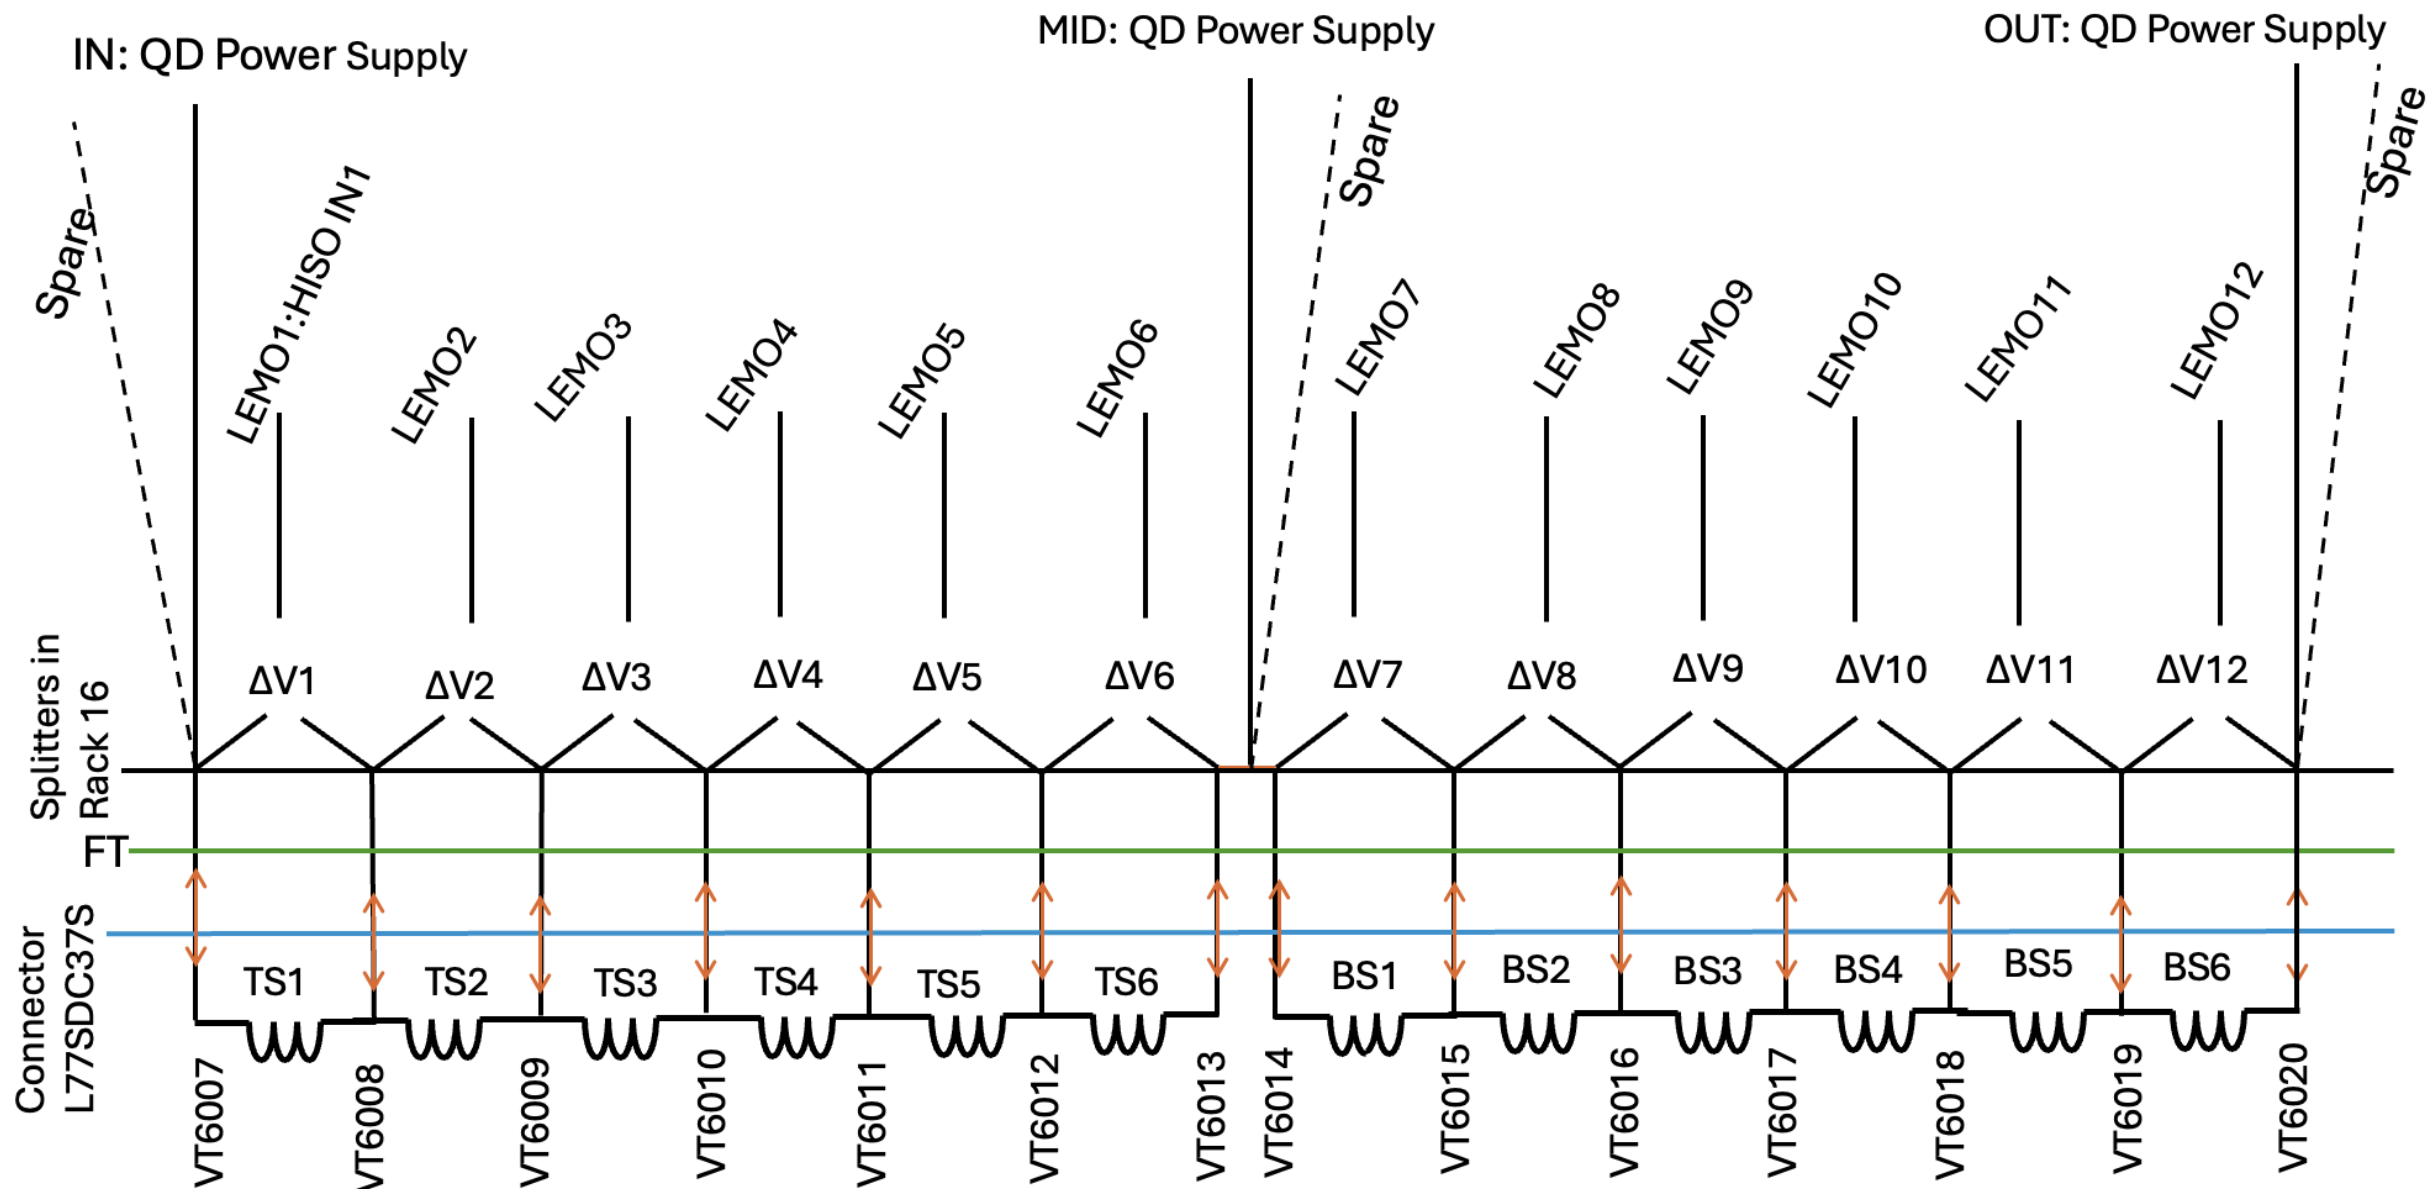 IN: QD Power Supply
MID: QD Power Supply
OUT: QD Power Supply
Spare
Spare
Spare
LEMO1:HISO IN1
LEMO2
LEMO3
LEMO4
LEMO5
LEMO6
LEMO7
LEMO8
LEMO9
LEMO10
LEMO11
LEMO12
Splitters in
Rack 16
ΔV1
ΔV2
ΔV3
ΔV4
ΔV5
ΔV6
ΔV7
ΔV8
ΔV9
ΔV10
ΔV11
ΔV12
FT
Connector
L77SDC37S
TS1
TS2
TS3
TS4
TS5
TS6
BS1
BS2
BS3
BS4
BS5
BS6
VT6007
VT6008
VT6009
VT6010
VT6011
VT6012
VT6013
VT6014
VT6015
VT6016
VT6017
VT6018
VT6019
VT6020